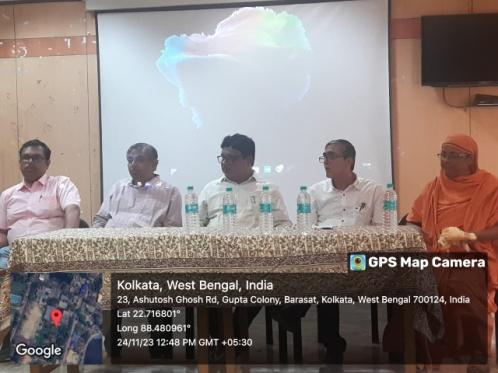 GPS Map Camera
Kolkata, West Bengal, India
23, Ashutosh Ghosh Rd, Gupta Colony, Barasat, Kolkata, West Bengal 700124, India
Lat 22.716801°
Long 88.480961°
24/11/23 12:48 PM GMT +05:30
Google